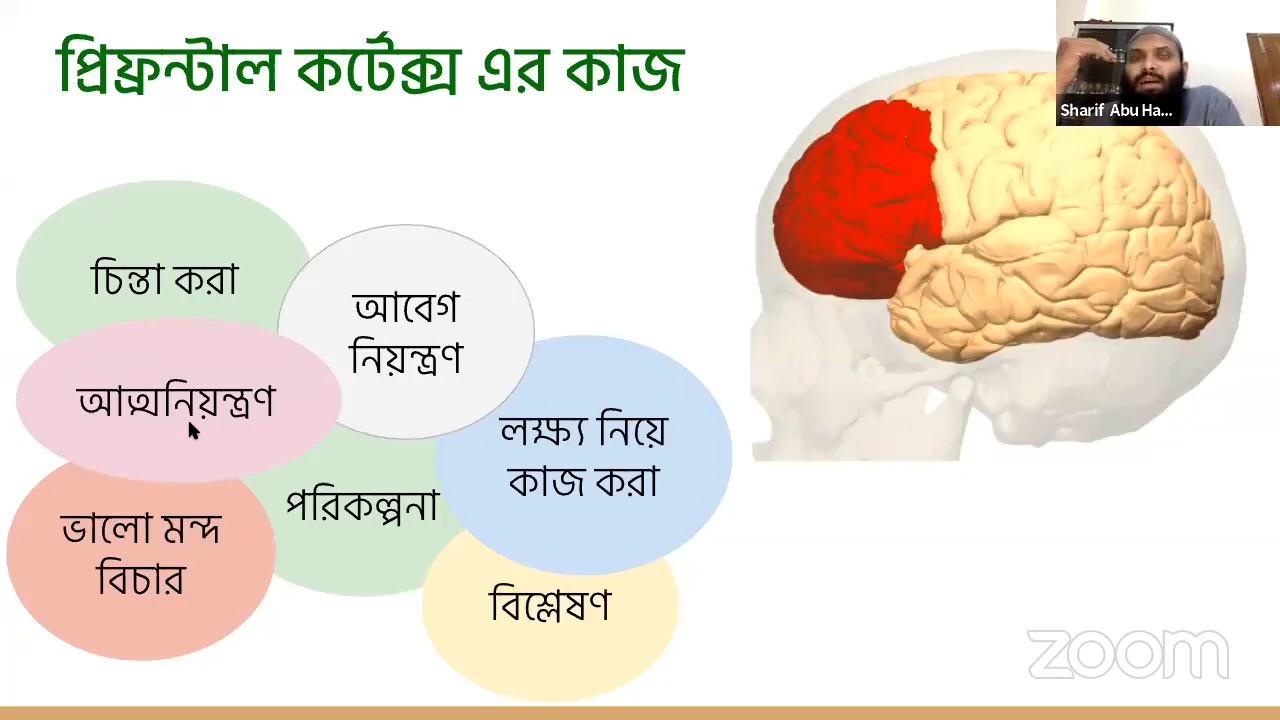 প্রিফ্রন্টাল কর্টেক্স এর কাজ
Sharif Abu Ha...
চিন্তা করা
আবেগ
নিয়ন্ত্রণ
আত্মনিয়ন্ত্রণ
লক্ষ্য নিয়ে
কাজ করা
পরিকল্পনা
ভালো মন্দ
বিচার
বিশ্লেষণ
zoom